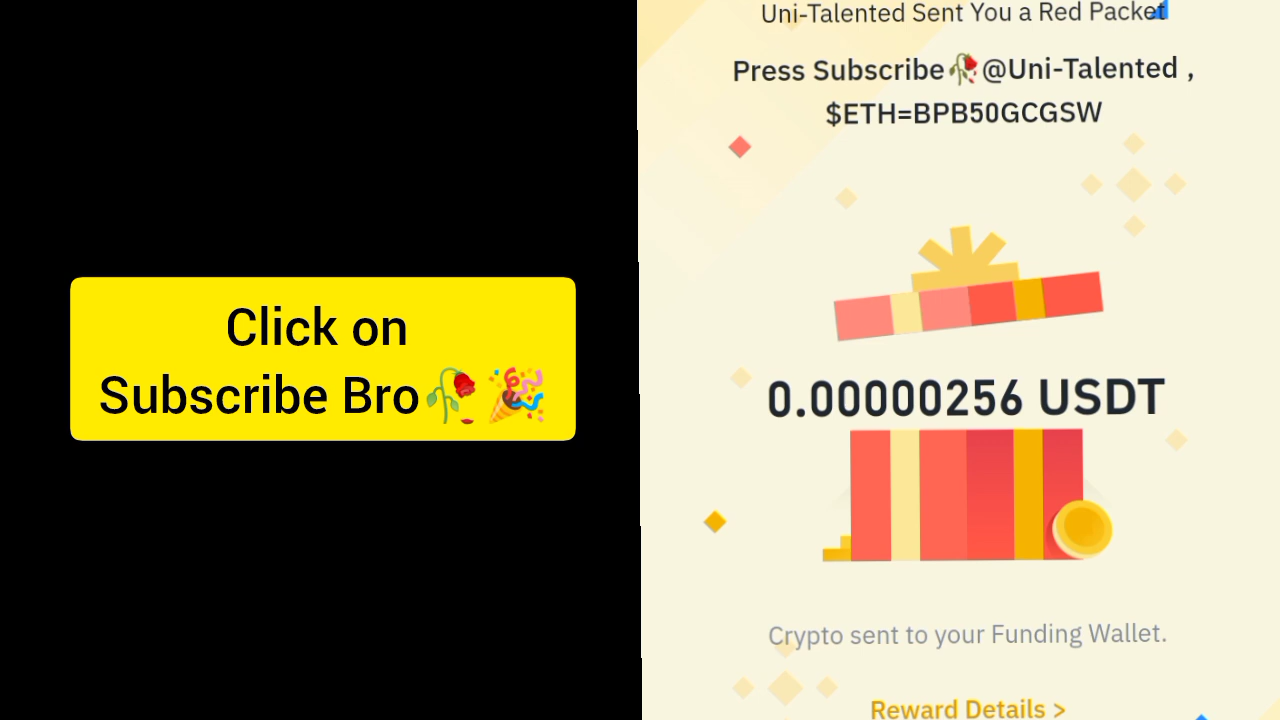 Click on
Subscribe Bro🥀🎉
Uni-Talented Sent You a Red Packet
Press Subscribe🥀@Uni-Talented ,
$ETH=BPB50GCGSW
0.00000256 USDT
Crypto sent to your Funding Wallet.
Reward Details >